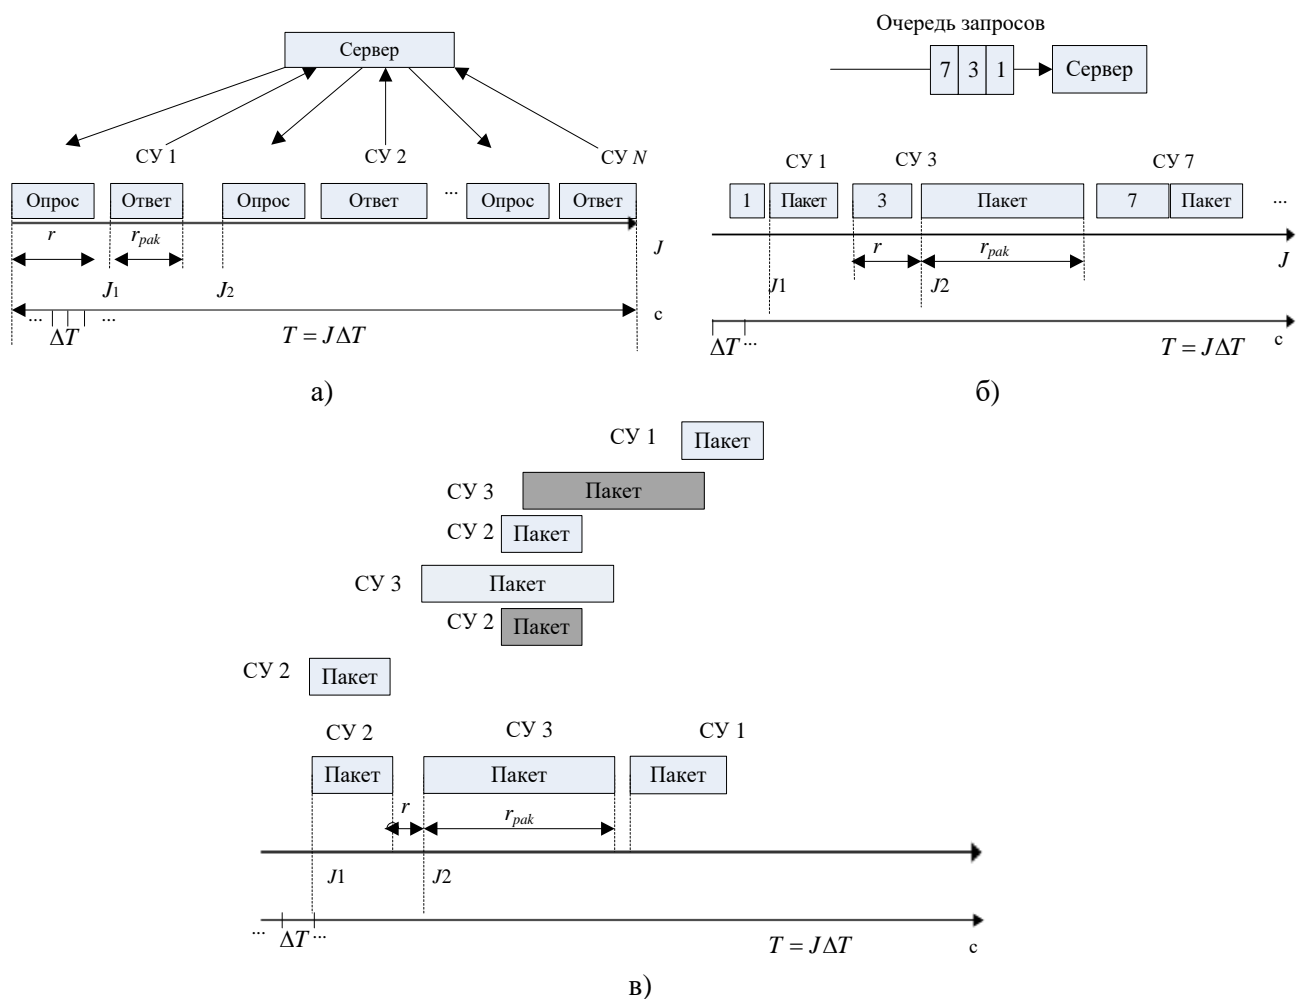 Сервер
СУ 1 СУ 2 СУ N
Опрос Ответ Опрос Ответ ... Опрос Ответ
r r_pak J
J1 J2
... ΔT ... T = JΔT с
а)
Очередь запросов
7 3 1 Сервер
СУ 1 СУ 3 СУ 7
1 Пакет 3 Пакет 7 Пакет ...
r r_pak J
J1 J2
ΔT ... T = JΔT с
б)
СУ 1 Пакет
СУ 3 Пакет
СУ 2 Пакет
СУ 3 Пакет
СУ 2 Пакет
СУ 2 Пакет
СУ 2 СУ 3 СУ 1
Пакет Пакет Пакет
r r_pak
J1 J2
... ΔT ... T = JΔT с
в)